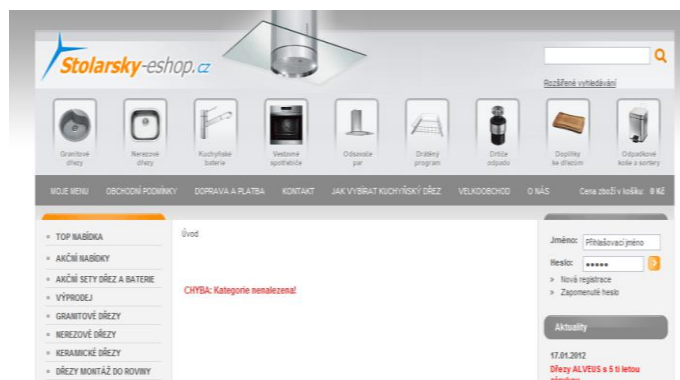 Stolarsky-eshop.cz
Rozšířené vyhledávání
Granitové
dřezy
Nerezové
dřezy
Kuchyňské
baterie
Vestavné
spotřebiče
Odsavače
par
Drátěný
program
Drtiče
odpadu
Doplňky
ke dřezům
Odpadkové
koše a sortery
MOJE MENU OBCHODNÍ PODMÍNKY DOPRAVA A PLATBA KONTAKT JAK VYBÍRAT KUCHYŇSKÝ DŘEZ VELKOOBCHOD O NÁS Cena zboží v košíku: 0 Kč
TOP NABÍDKA
AKČNÍ NABÍDKY
AKČNÍ SETY DŘEZ A BATERIE
VÝPRODEJ
GRANITOVÉ DŘEZY
NEREZOVÉ DŘEZY
KERAMICKÉ DŘEZY
DŘEZY MONTÁŽ DO ROVINY
Úvod
CHYBA: Kategorie nenalezena!
Jméno: Přihlašovací jméno
Heslo: •••••
» Nová registrace
» Zapomenuté heslo
Aktuality
17.01.2012
Dřezy ALVEUS s 5 ti letou